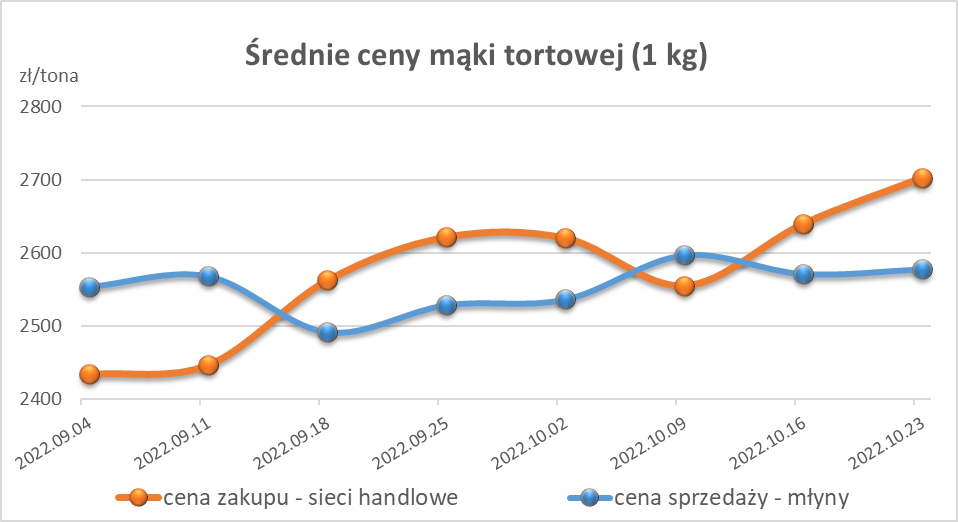 Średnie ceny mąki tortowej (1 kg)
zł/tona
2800
2700
2600
2500
2400
2022.09.04 2022.09.11 2022.09.18 2022.09.25 2022.10.02 2022.10.09 2022.10.16 2022.10.23
cena zakupu - sieci handlowe cena sprzedaży - młyny